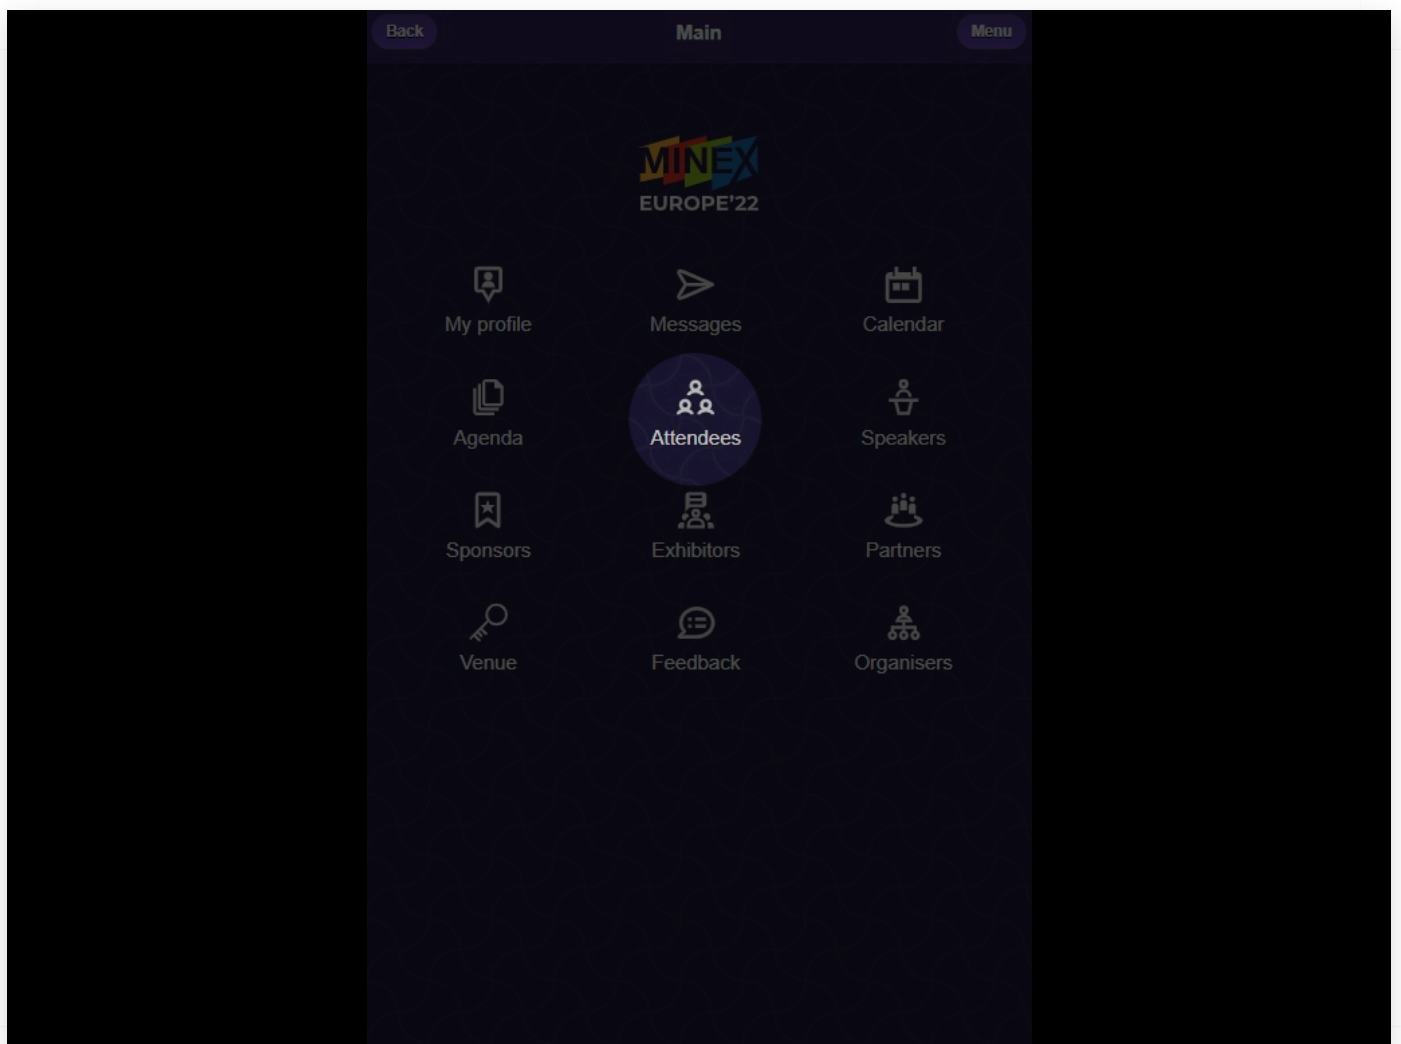 Back Main Menu
MINEX
EUROPE'22
My profile Messages Calendar
Agenda Attendees Speakers
Sponsors Exhibitors Partners
Venue Feedback Organisers